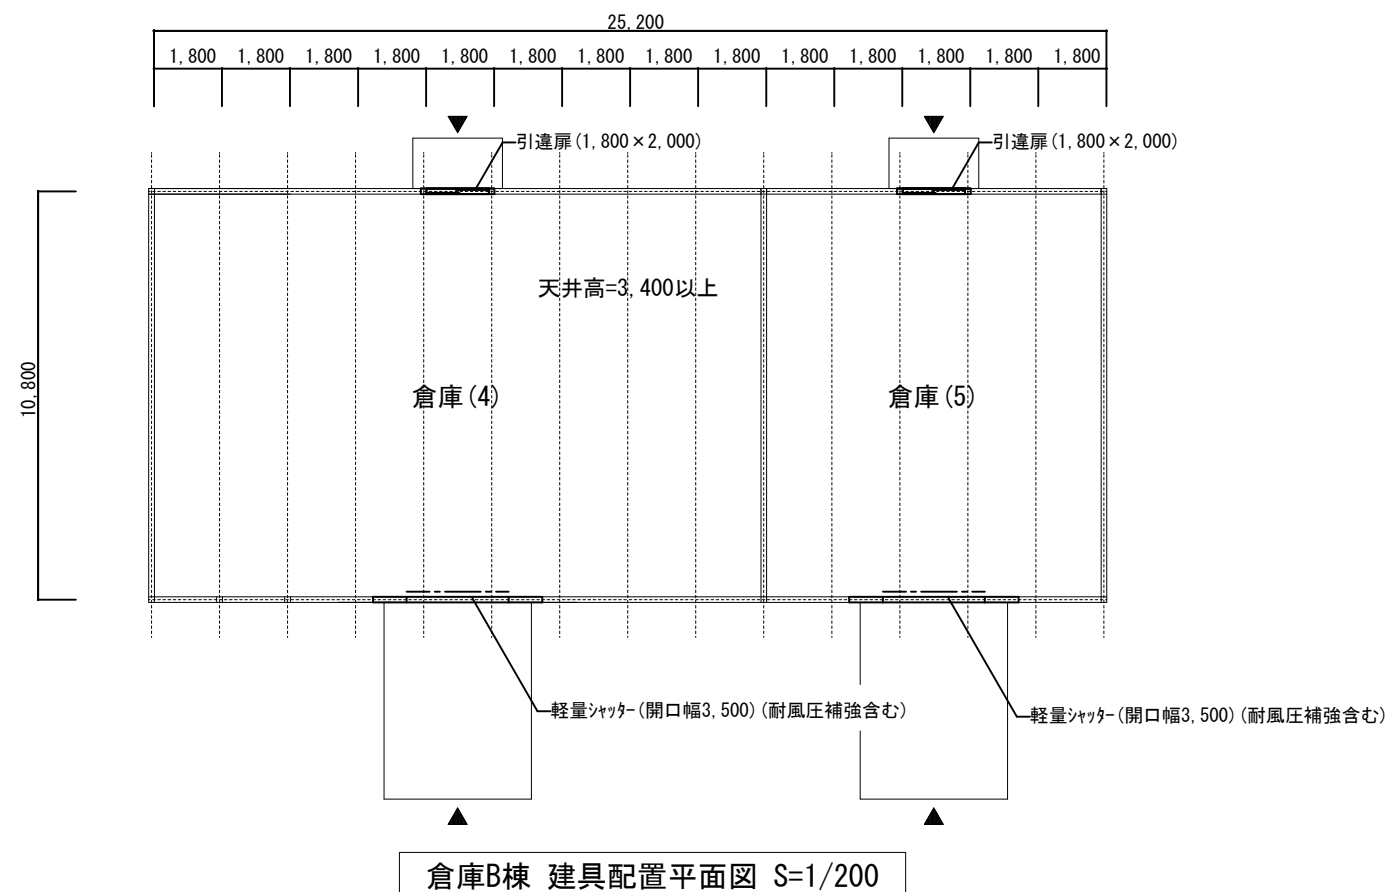 25,200
1,800 1,800 1,800 1,800 1,800 1,800 1,800 1,800 1,800 1,800 1,800 1,800 1,800 1,800
引違扉(1,800×2,000)
引違扉(1,800×2,000)
天井高=3,400以上
10,800
倉庫(4)
倉庫(5)
軽量ｼｬｯﾀｰ(開口幅3,500)(耐風圧補強含む)
軽量ｼｬｯﾀｰ(開口幅3,500)(耐風圧補強含む)
倉庫B棟 建具配置平面図 S=1/200